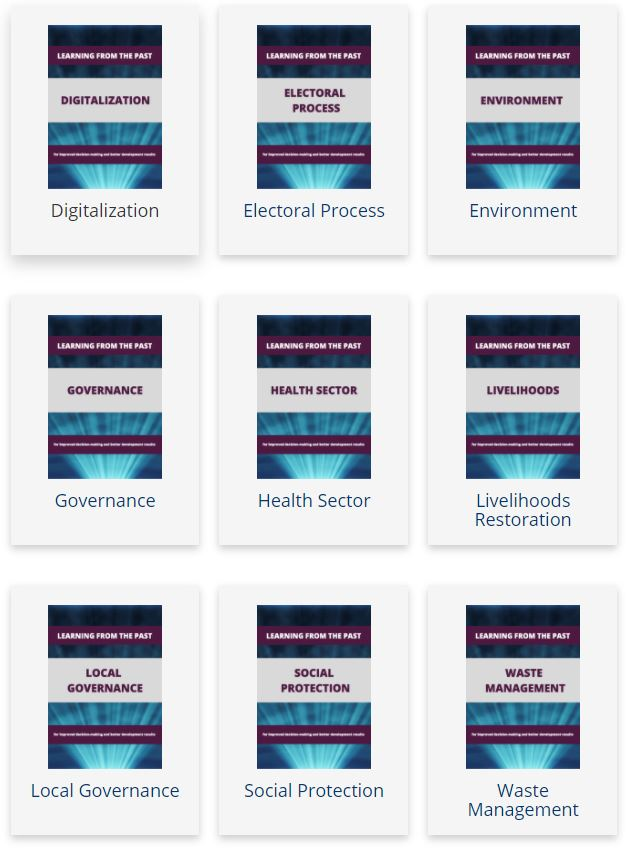 LEARNING FROM THE PAST
DIGITALIZATION
for improved decision-making and better development results
Digitalization
LEARNING FROM THE PAST
ELECTORAL
PROCESS
for improved decision-making and better development results
Electoral Process
LEARNING FROM THE PAST
ENVIRONMENT
for improved decision-making and better development results
Environment
LEARNING FROM THE PAST
GOVERNANCE
for improved decision-making and better development results
Governance
LEARNING FROM THE PAST
HEALTH SECTOR
for improved decision-making and better development results
Health Sector
LEARNING FROM THE PAST
LIVELIHOODS
for improved decision-making and better development results
Livelihoods
Restoration
LEARNING FROM THE PAST
LOCAL
GOVERNANCE
for improved decision-making and better development results
Local Governance
LEARNING FROM THE PAST
SOCIAL
PROTECTION
for improved decision-making and better development results
Social Protection
LEARNING FROM THE PAST
WASTE
MANAGEMENT
for improved decision-making and better development results
Waste
Management